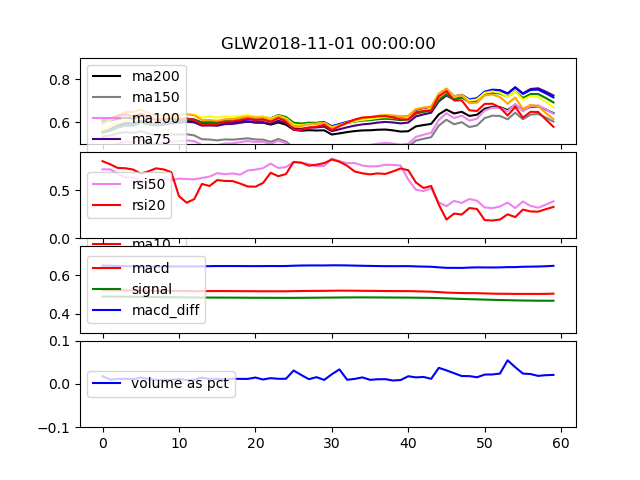 GLW2018-11-01 00:00:00
0.8
0.6
ma200
ma150
ma100
ma75
0.5
0.0
rsi50
rsi20
ma10
0.6
0.4
macd
signal
macd_diff
0.1
0.0
−0.1
volume as pct
0 10 20 30 40 50 60